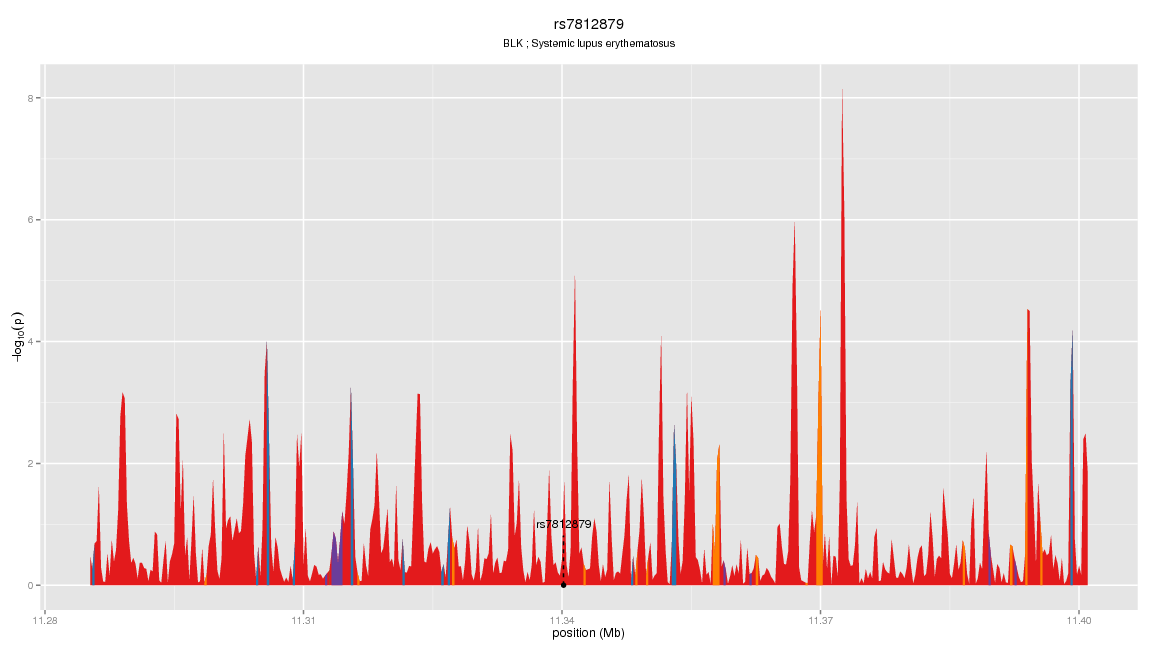 rs7812879
BLK ; Systemic lupus erythematosus
8
6
4
2
0
−log10(p)
rs7812879
11.28 11.31 11.34 11.37 11.40
position (Mb)